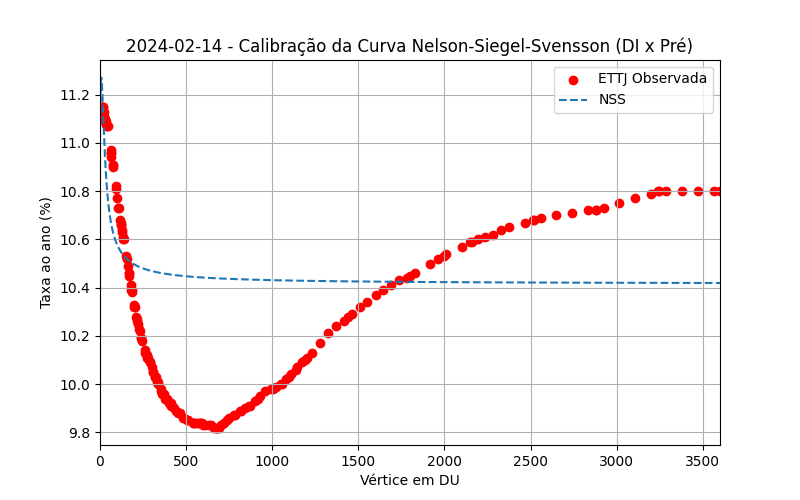 2024-02-14 - Calibração da Curva Nelson-Siegel-Svensson (DI x Pré)
ETTJ Observada
NSS
Taxa ao ano (%)
11.2
11.0
10.8
10.6
10.4
10.2
10.0
9.8
0 500 1000 1500 2000 2500 3000 3500
Vértice em DU